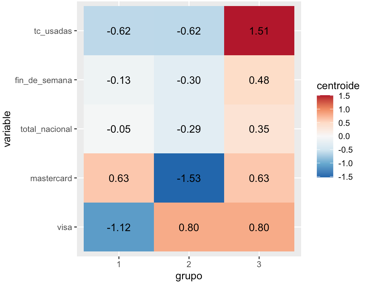 tc_usadas -0.62 -0.62 1.51
fin_de_semana -0.13 -0.30 0.48
total_nacional -0.05 -0.29 0.35
mastercard 0.63 -1.53 0.63
visa -1.12 0.80 0.80
1 2 3
grupo
variable
centroide
1.5
1.0
0.5
0.0
-0.5
-1.0
-1.5